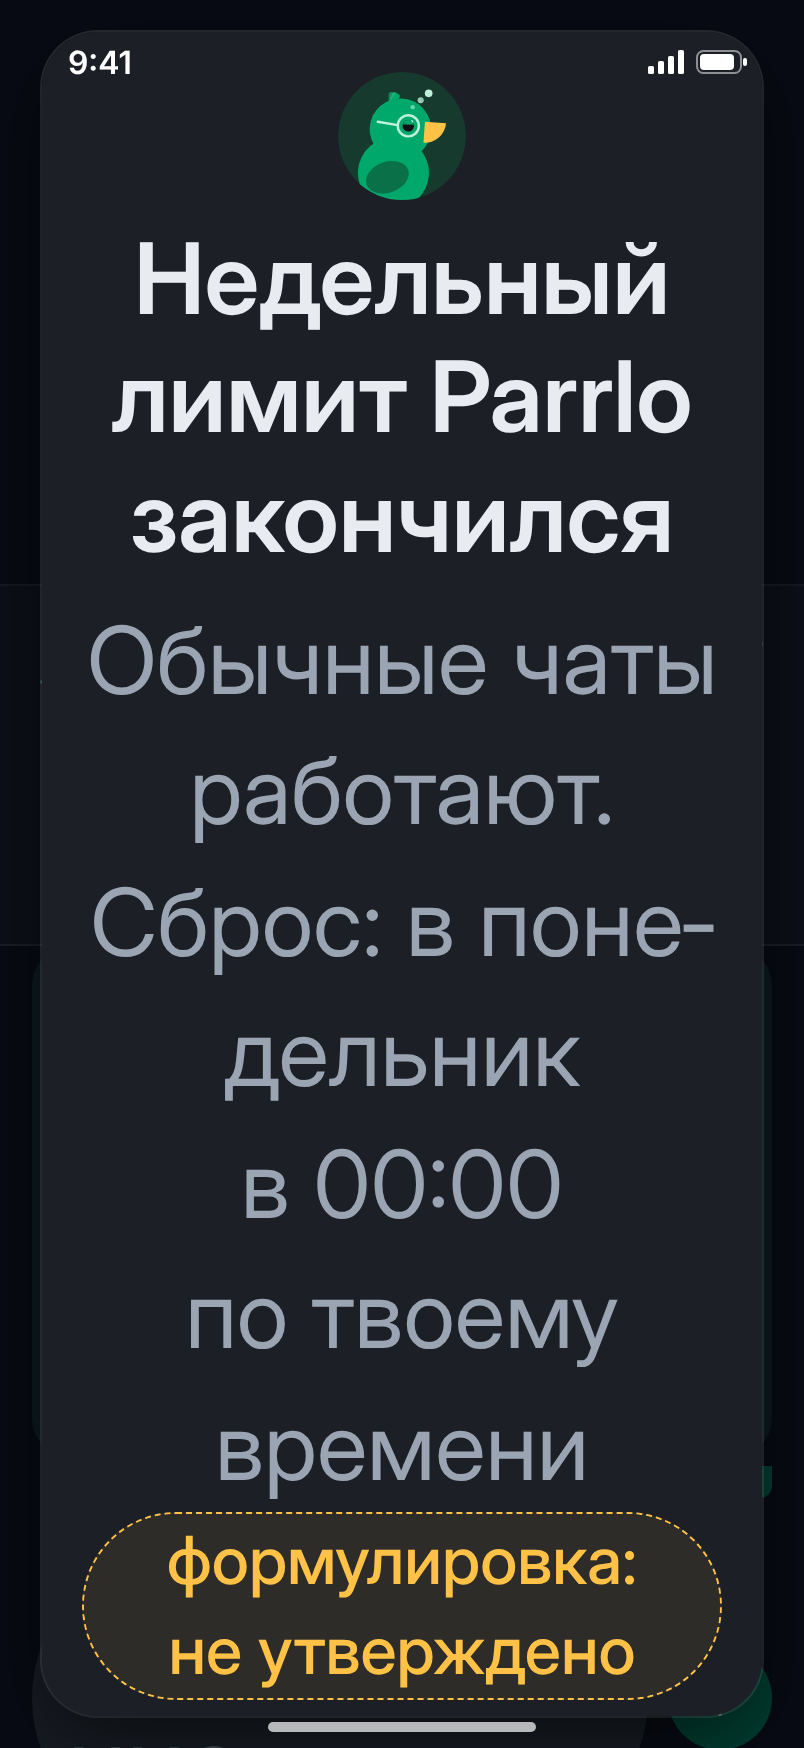 9:41
Недельный
лимит Parrlo
закончился
Обычные чаты
работают.
Сброс: в поне-
дельник
в 00:00
по твоему
времени
формулировка:
не утверждено